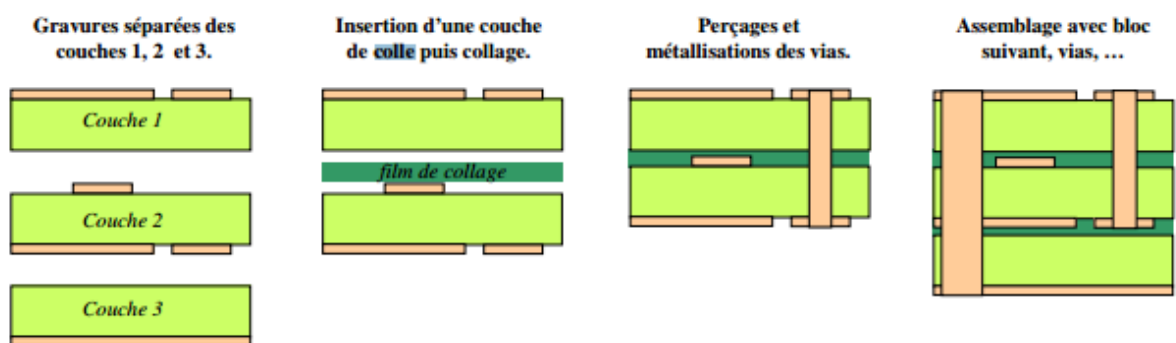 Gravures séparées des
couches 1, 2 et 3.
Insertion d'une couche
de colle puis collage.
Perçages et
métallisations des vias.
Assemblage avec bloc
suivant, vias, …
Couche 1
film de collage
Couche 2
Couche 3